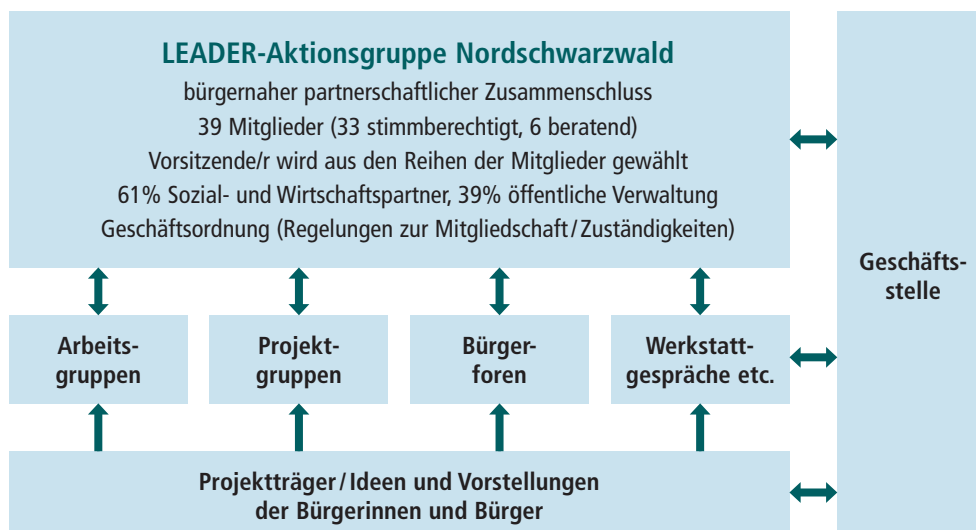 LEADER-Aktionsgruppe Nordschwarzwald
bürgernaher partnerschaftlicher Zusammenschluss
39 Mitglieder (33 stimmberechtigt, 6 beratend)
Vorsitzende/r wird aus den Reihen der Mitglieder gewählt
61% Sozial- und Wirtschaftspartner, 39% öffentliche Verwaltung
Geschäftsordnung (Regelungen zur Mitgliedschaft/Zuständigkeiten)
Geschäfts-
stelle
Arbeits-
gruppen
Projekt-
gruppen
Bürger-
foren
Werkstatt-
gespräche etc.
Projektträger/Ideen und Vorstellungen
der Bürgerinnen und Bürger